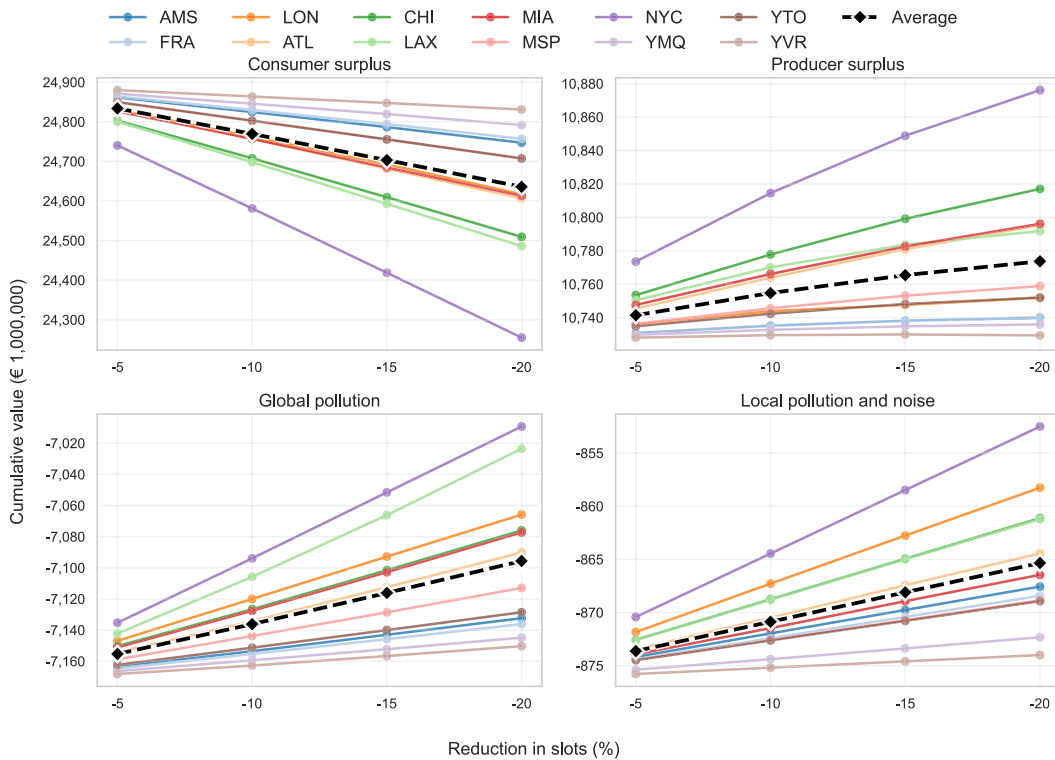 AMS LON CHI MIA NYC YTO Average
FRA ATL LAX MSP YMQ YVR
Consumer surplus
24,900
24,800
24,700
24,600
24,500
24,400
24,300
-5 -10 -15 -20
Producer surplus
10,880
10,860
10,840
10,820
10,800
10,780
10,760
10,740
-5 -10 -15 -20
Cumulative value (€ 1,000,000)
Global pollution
-7,020
-7,040
-7,060
-7,080
-7,100
-7,120
-7,140
-7,160
-5 -10 -15 -20
Local pollution and noise
-855
-860
-865
-870
-875
-5 -10 -15 -20
Reduction in slots (%)